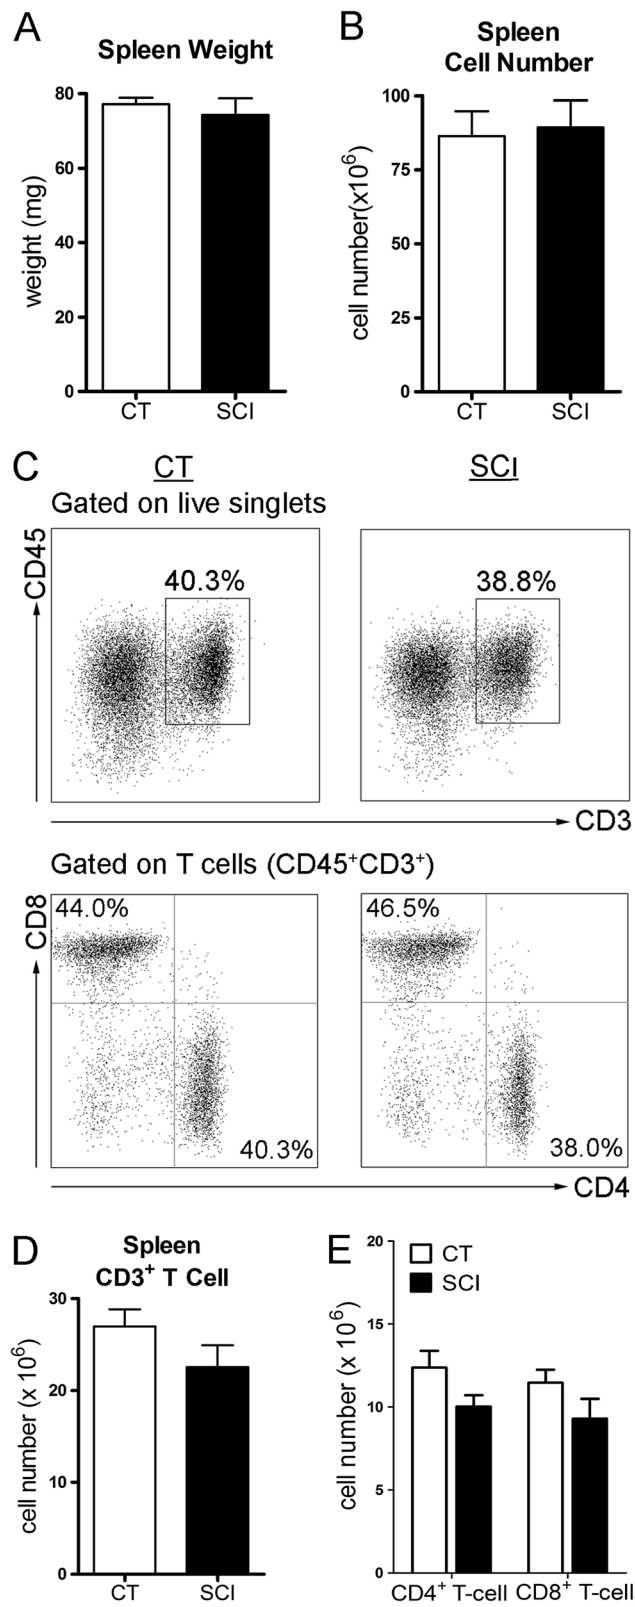 A
Spleen Weight
weight (mg)
80
60
40
20
0
CT
SCI
B
Spleen
Cell Number
cell number(x10⁶)
100
75
50
25
0
CT
SCI
C
CT
SCI
Gated on live singlets
CD45
40.3%
38.8%
CD3
Gated on T cells (CD45⁺CD3⁺)
CD8
44.0%
46.5%
40.3%
38.0%
CD4
D
Spleen
CD3⁺ T Cell
cell number (x 10⁶)
30
20
10
0
CT
SCI
E
cell number (x 10⁶)
20
15
10
5
0
CT
SCI
CD4⁺ T-cell
CD8⁺ T-cell